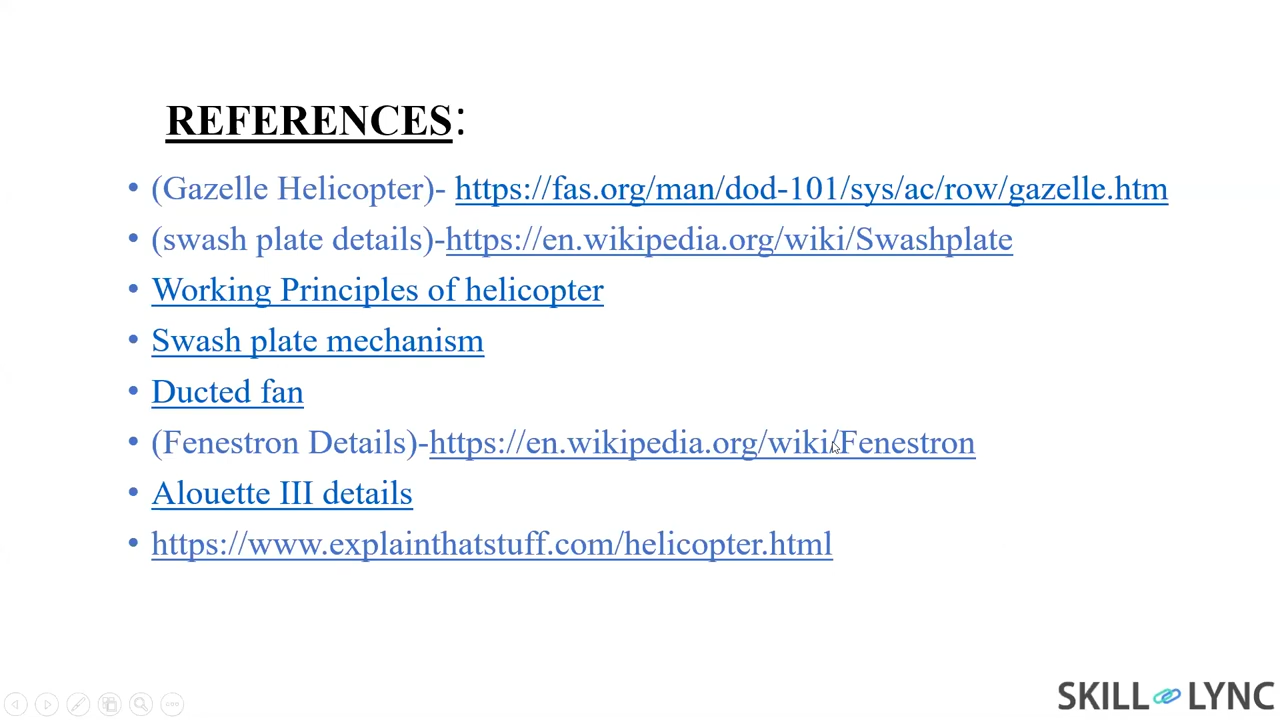 REFERENCES:
• (Gazelle Helicopter)- https://fas.org/man/dod-101/sys/ac/row/gazelle.htm
• (swash plate details)-https://en.wikipedia.org/wiki/Swashplate
• Working Principles of helicopter
• Swash plate mechanism
• Ducted fan
• (Fenestron Details)-https://en.wikipedia.org/wiki/Fenestron
• Alouette III details
• https://www.explainthatstuff.com/helicopter.html
SKILL LYNC